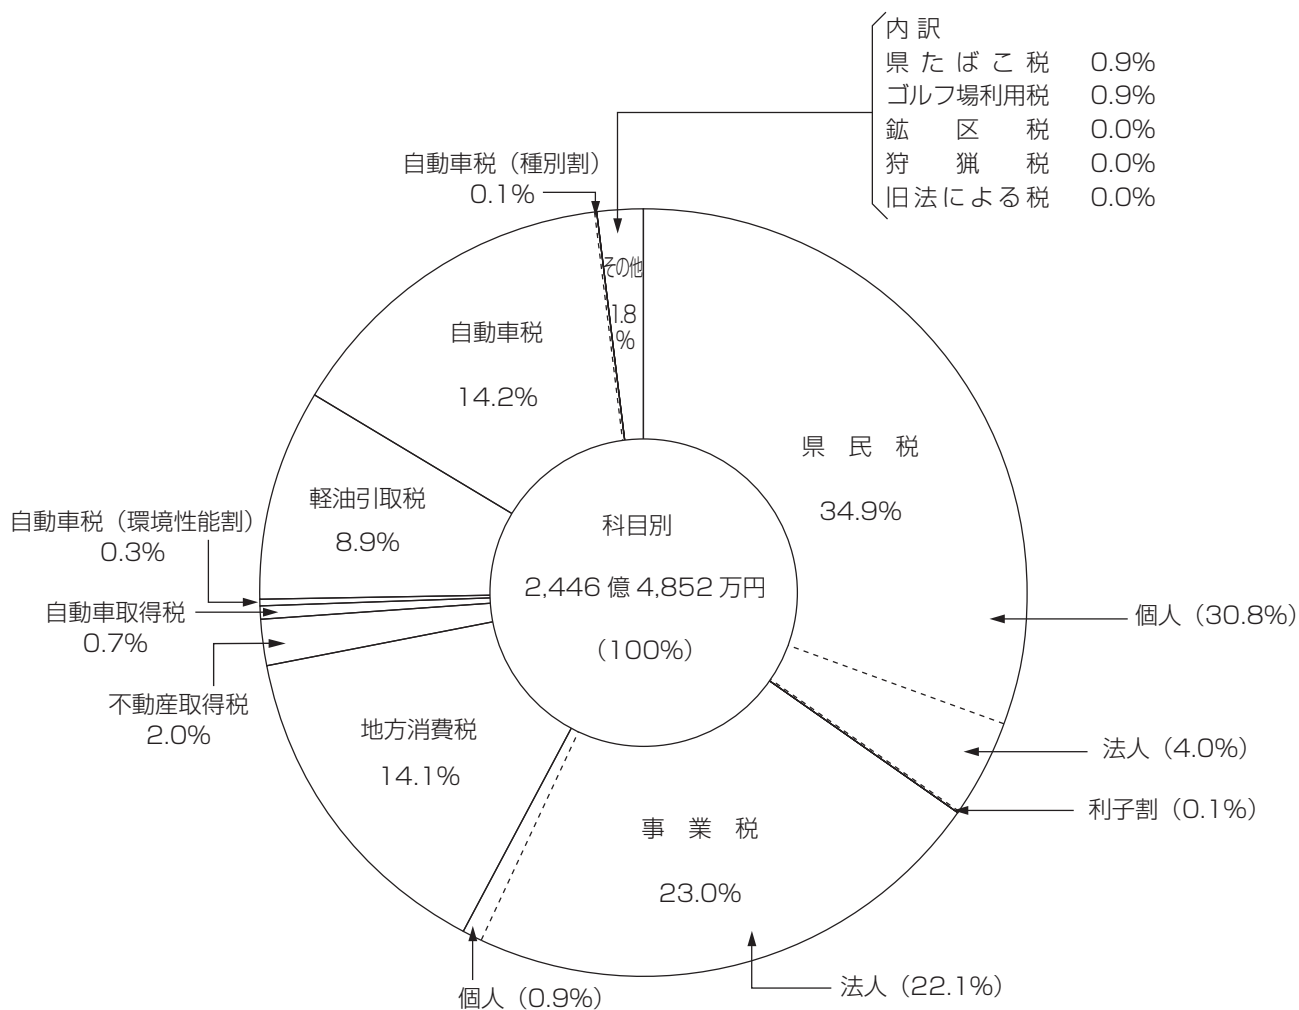 内訳
県たばこ税 0.9%
ゴルフ場利用税 0.9%
鉱区税 0.0%
狩猟税 0.0%
旧法による税 0.0%
自動車税（種別割）
0.1%
その他
1.8
%
自動車税
14.2%
県民税
34.9%
軽油引取税
8.9%
自動車税（環境性能割）
0.3%
自動車取得税
0.7%
不動産取得税
2.0%
科目別
2,446億4,852万円
（100%）
個人（30.8%）
法人（4.0%）
利子割（0.1%）
地方消費税
14.1%
事業税
23.0%
個人（0.9%）
法人（22.1%）